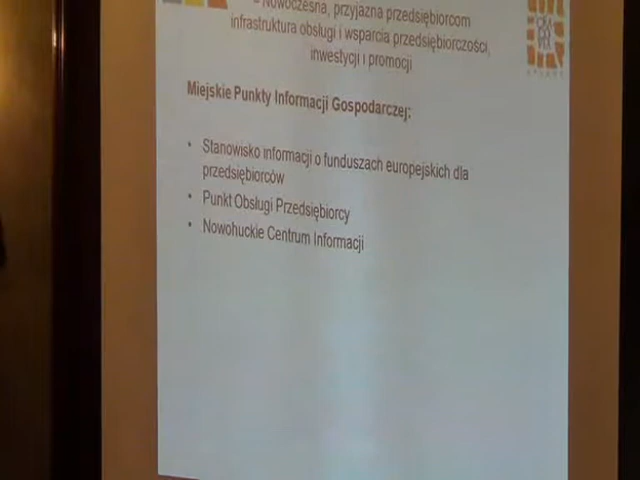 – Nowoczesna, przyjazna przedsiębiorcom
infrastruktura obsługi i wsparcia przedsiębiorczości,
inwestycji i promocji
Miejskie Punkty Informacji Gospodarczej:
• Stanowisko informacji o funduszach europejskich dla
przedsiębiorców
• Punkt Obsługi Przedsiębiorcy
• Nowohuckie Centrum Informacji